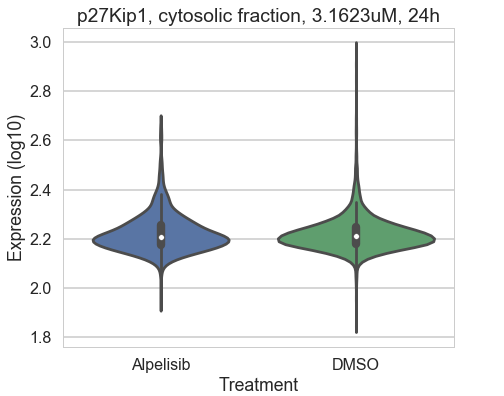 p27Kip1, cytosolic fraction, 3.1623uM, 24h
3.0
2.8
2.6
2.4
2.2
2.0
1.8
Expression (log10)
Alpelisib
DMSO
Treatment